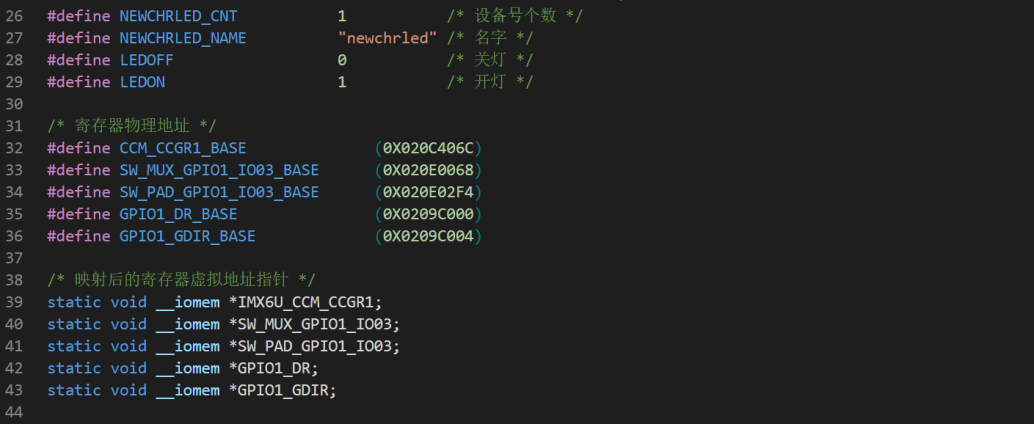 26 #define NEWCHRLED_CNT 1 /* 设备号个数 */
27 #define NEWCHRLED_NAME "newchrled" /* 名字 */
28 #define LEDOFF 0 /* 关灯 */
29 #define LEDON 1 /* 开灯 */
30
31 /* 寄存器物理地址 */
32 #define CCM_CCGR1_BASE (0X020C406C)
33 #define SW_MUX_GPIO1_IO03_BASE (0X020E0068)
34 #define SW_PAD_GPIO1_IO03_BASE (0X020E02F4)
35 #define GPIO1_DR_BASE (0X0209C000)
36 #define GPIO1_GDIR_BASE (0X0209C004)
37
38 /* 映射后的寄存器虚拟地址指针 */
39 static void __iomem *IMX6U_CCM_CCGR1;
40 static void __iomem *SW_MUX_GPIO1_IO03;
41 static void __iomem *SW_PAD_GPIO1_IO03;
42 static void __iomem *GPIO1_DR;
43 static void __iomem *GPIO1_GDIR;
44